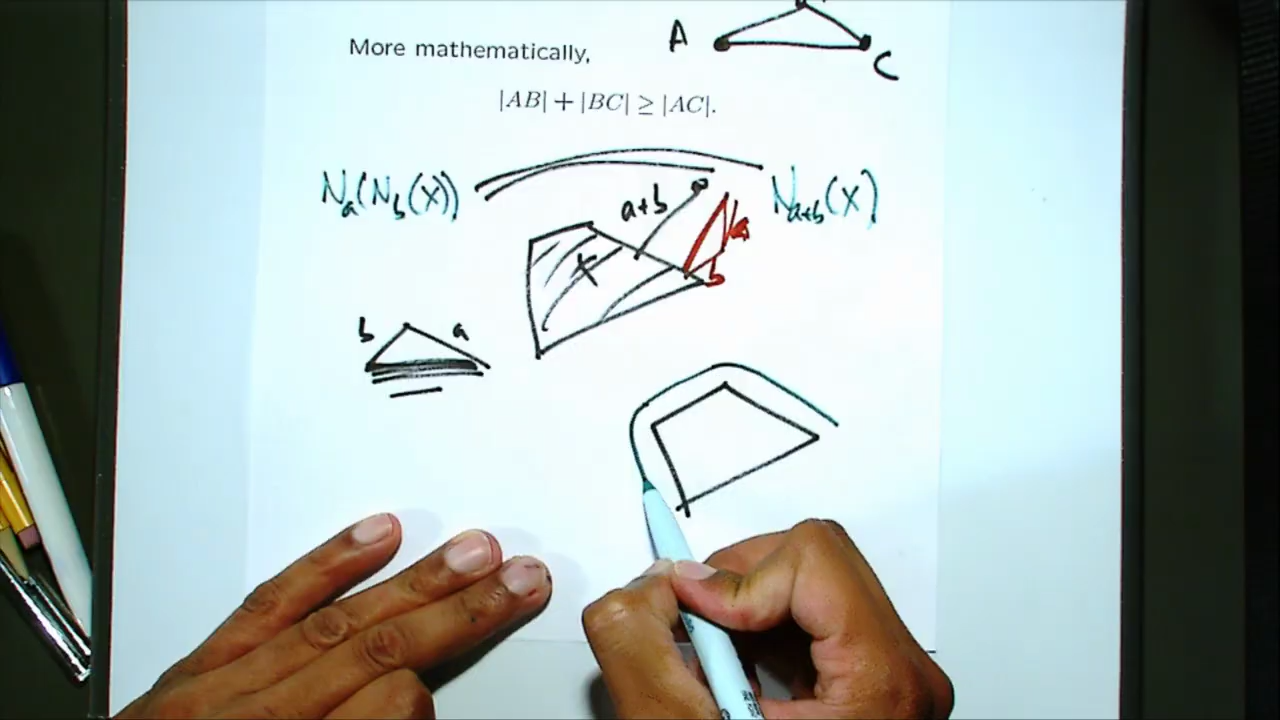 A
C
More mathematically,
|AB| + |BC| ≥ |AC|.
N_a(N_b(X))
N_{a+b}(X)
a+b
a
X
b
b a